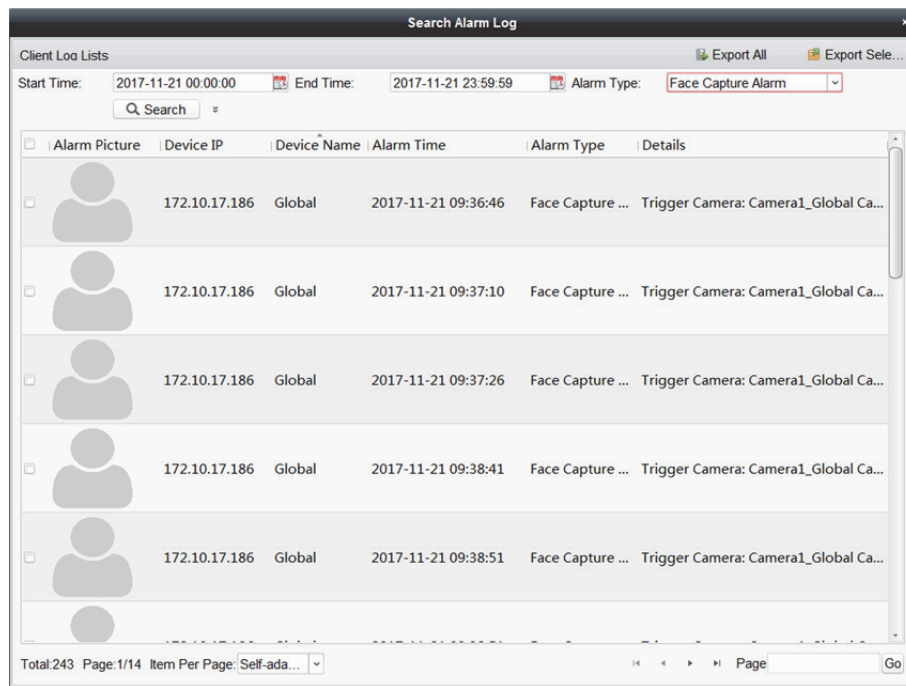 Search Alarm Log
Client Log Lists Export All Export Sele...
Start Time: 2017-11-21 00:00:00 End Time: 2017-11-21 23:59:59 Alarm Type: Face Capture Alarm
Search
Alarm Picture Device IP Device Name Alarm Time Alarm Type Details
172.10.17.186 Global 2017-11-21 09:36:46 Face Capture ... Trigger Camera: Camera1_Global Ca...
172.10.17.186 Global 2017-11-21 09:37:10 Face Capture ... Trigger Camera: Camera1_Global Ca...
172.10.17.186 Global 2017-11-21 09:37:26 Face Capture ... Trigger Camera: Camera1_Global Ca...
172.10.17.186 Global 2017-11-21 09:38:41 Face Capture ... Trigger Camera: Camera1_Global Ca...
172.10.17.186 Global 2017-11-21 09:38:51 Face Capture ... Trigger Camera: Camera1_Global Ca...
Total:243 Page:1/14 Item Per Page: Self-ada... Page Go